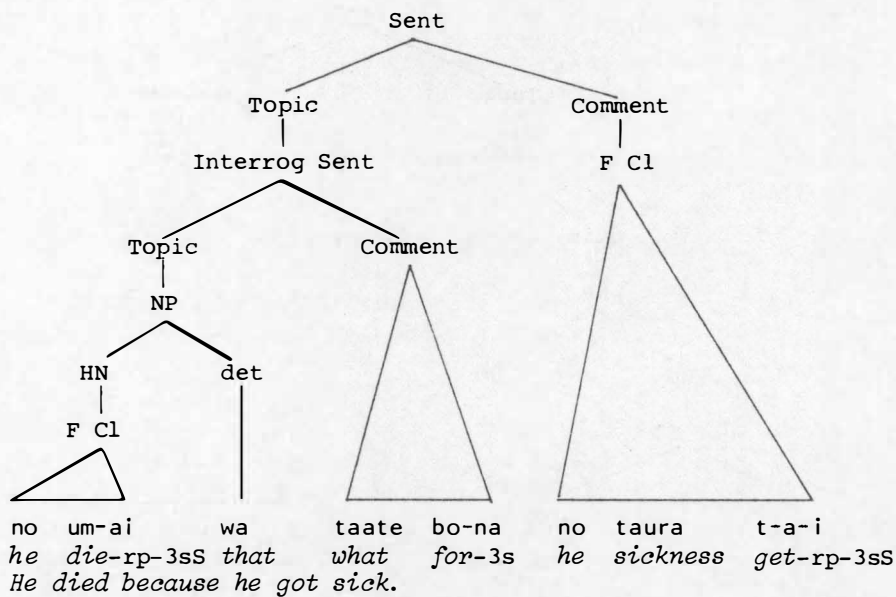 Sent
Topic Comment
Interrog Sent F Cl
Topic Comment
NP
HN det
F Cl
no um-ai wa taate bo-na no taura t-a-i
he die-rp-3sS that what for-3s he sickness get-rp-3sS
He died because he got sick.